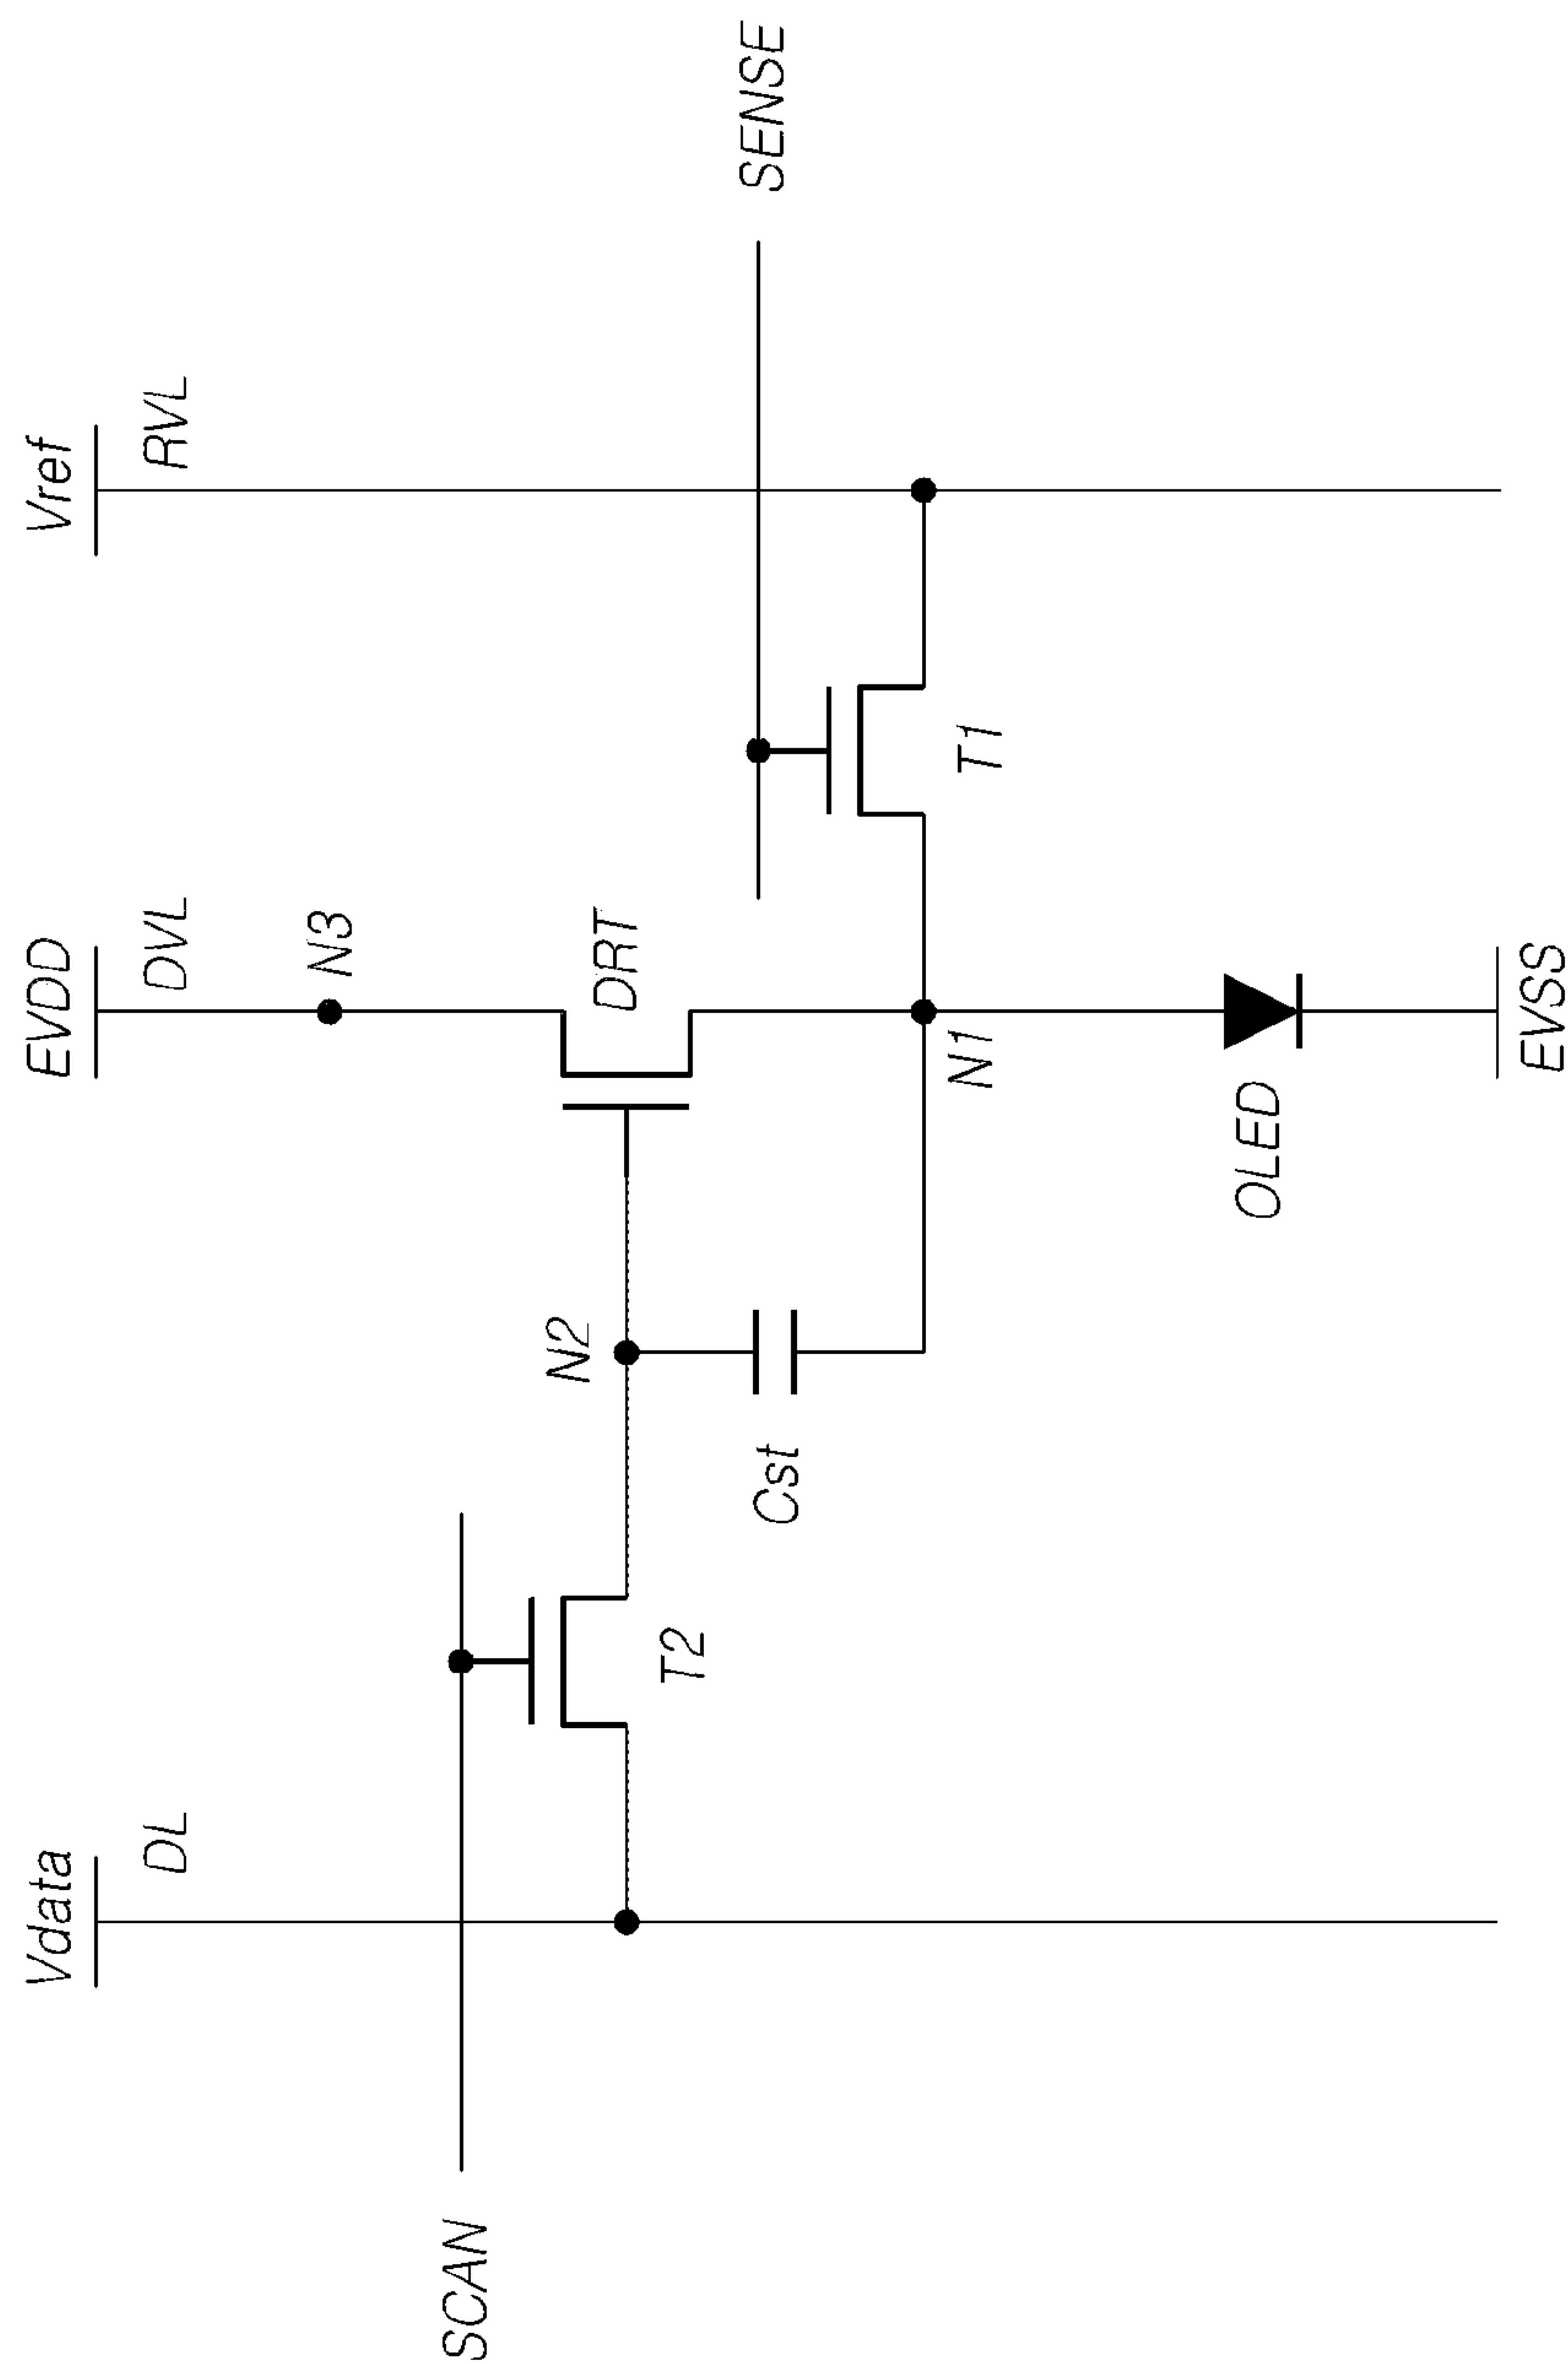 Vdata
EVDD
Vref
DL
DVL
RVL
N3
SCAN
N2
DRT
T2
SENSE
Cst
N1
T1
OLED
EVSS